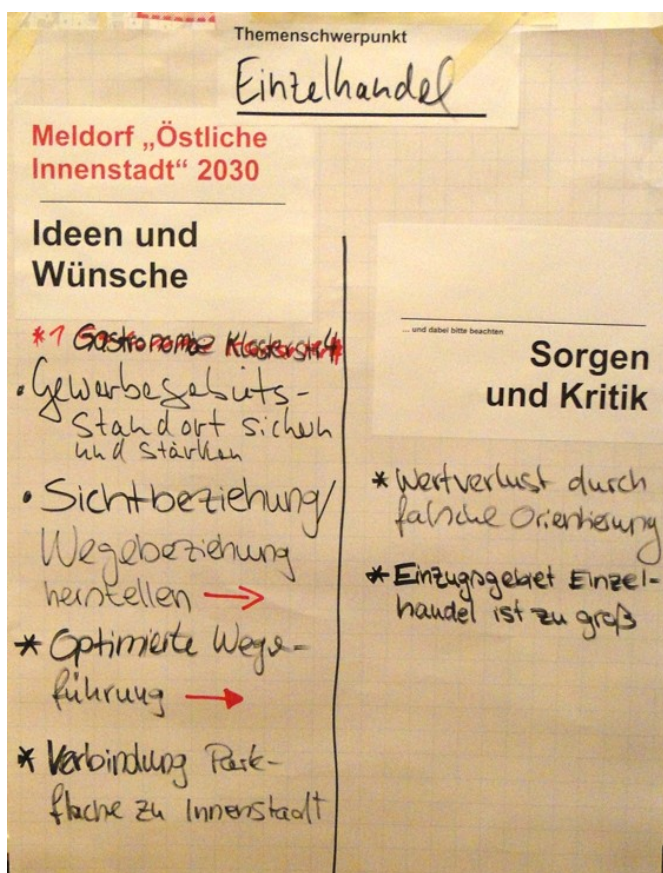 Themenschwerpunkt
Einzelhandel
Meldorf „Östliche
Innenstadt“ 2030
Ideen und
Wünsche
*1 Gastronomie Klosterstr. 4
• Gewerbegebiets-
Standort sichern
und stärken
• Sichtbeziehung/
Wegebeziehung
herstellen →
* Optimierte Wege-
führung →
* Verbindung Park-
fläche zu Innenstadt
... und dabei bitte beachten
Sorgen
und Kritik
* Wertverlust durch
falsche Orientierung
* Einzugsgebiet Einzel-
handel ist zu groß